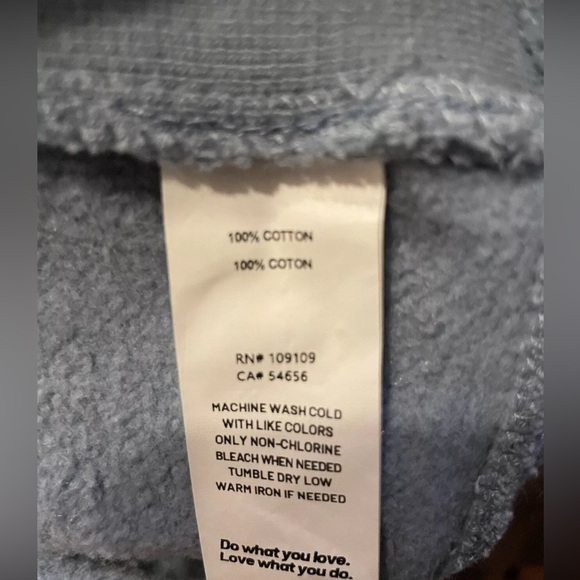 100% COTTON
100% COTON
RN# 109109
CA# 54656
MACHINE WASH COLD
WITH LIKE COLORS
ONLY NON-CHLORINE
BLEACH WHEN NEEDED
TUMBLE DRY LOW
WARM IRON IF NEEDED
Do what you love.
Love what you do.